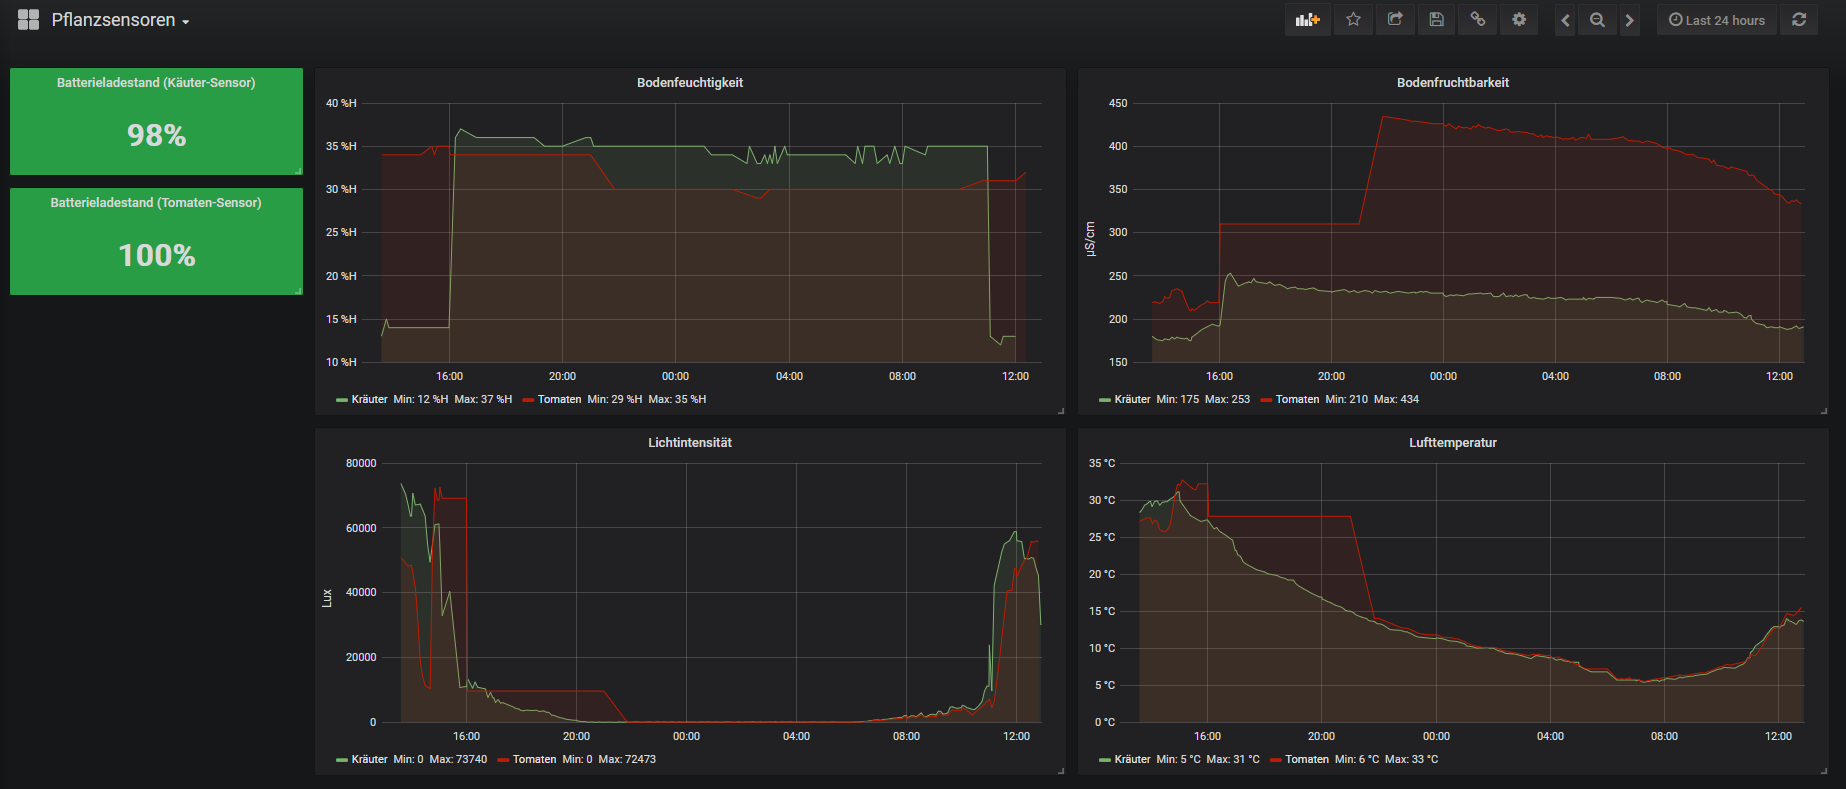 Pflanzsensoren
Last 24 hours
Batterieladestand (Käuter-Sensor)
98%
Batterieladestand (Tomaten-Sensor)
100%
Bodenfeuchtigkeit
40 %H
35 %H
30 %H
25 %H
20 %H
15 %H
10 %H
16:00 20:00 00:00 04:00 08:00 12:00
Kräuter Min: 12 %H Max: 37 %H Tomaten Min: 29 %H Max: 35 %H
Bodenfruchtbarkeit
µS/cm
450
400
350
300
250
200
150
16:00 20:00 00:00 04:00 08:00 12:00
Kräuter Min: 175 Max: 253 Tomaten Min: 210 Max: 434
Lichtintensität
Lux
80000
60000
40000
20000
0
16:00 20:00 00:00 04:00 08:00 12:00
Kräuter Min: 0 Max: 73740 Tomaten Min: 0 Max: 72473
Lufttemperatur
35 °C
30 °C
25 °C
20 °C
15 °C
10 °C
5 °C
0 °C
16:00 20:00 00:00 04:00 08:00 12:00
Kräuter Min: 5 °C Max: 31 °C Tomaten Min: 6 °C Max: 33 °C